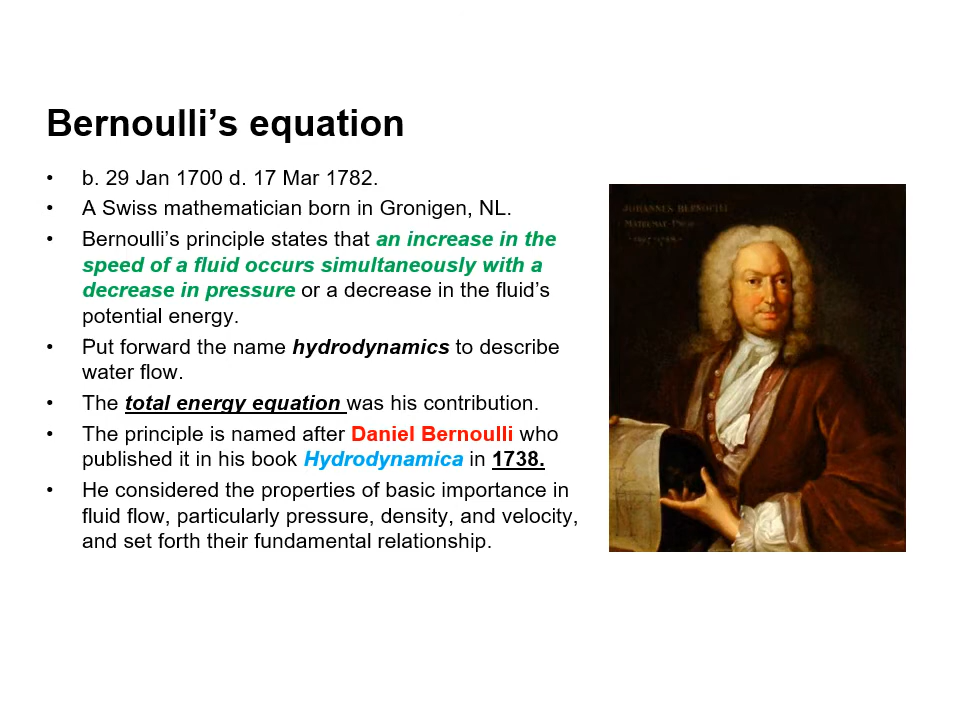 Bernoulli’s equation
• b. 29 Jan 1700 d. 17 Mar 1782.
• A Swiss mathematician born in Gronigen, NL.
• Bernoulli’s principle states that an increase in the
speed of a fluid occurs simultaneously with a
decrease in pressure or a decrease in the fluid’s
potential energy.
• Put forward the name hydrodynamics to describe
water flow.
• The total energy equation was his contribution.
• The principle is named after Daniel Bernoulli who
published it in his book Hydrodynamica in 1738.
• He considered the properties of basic importance in
fluid flow, particularly pressure, density, and velocity,
and set forth their fundamental relationship.
JOHANNES